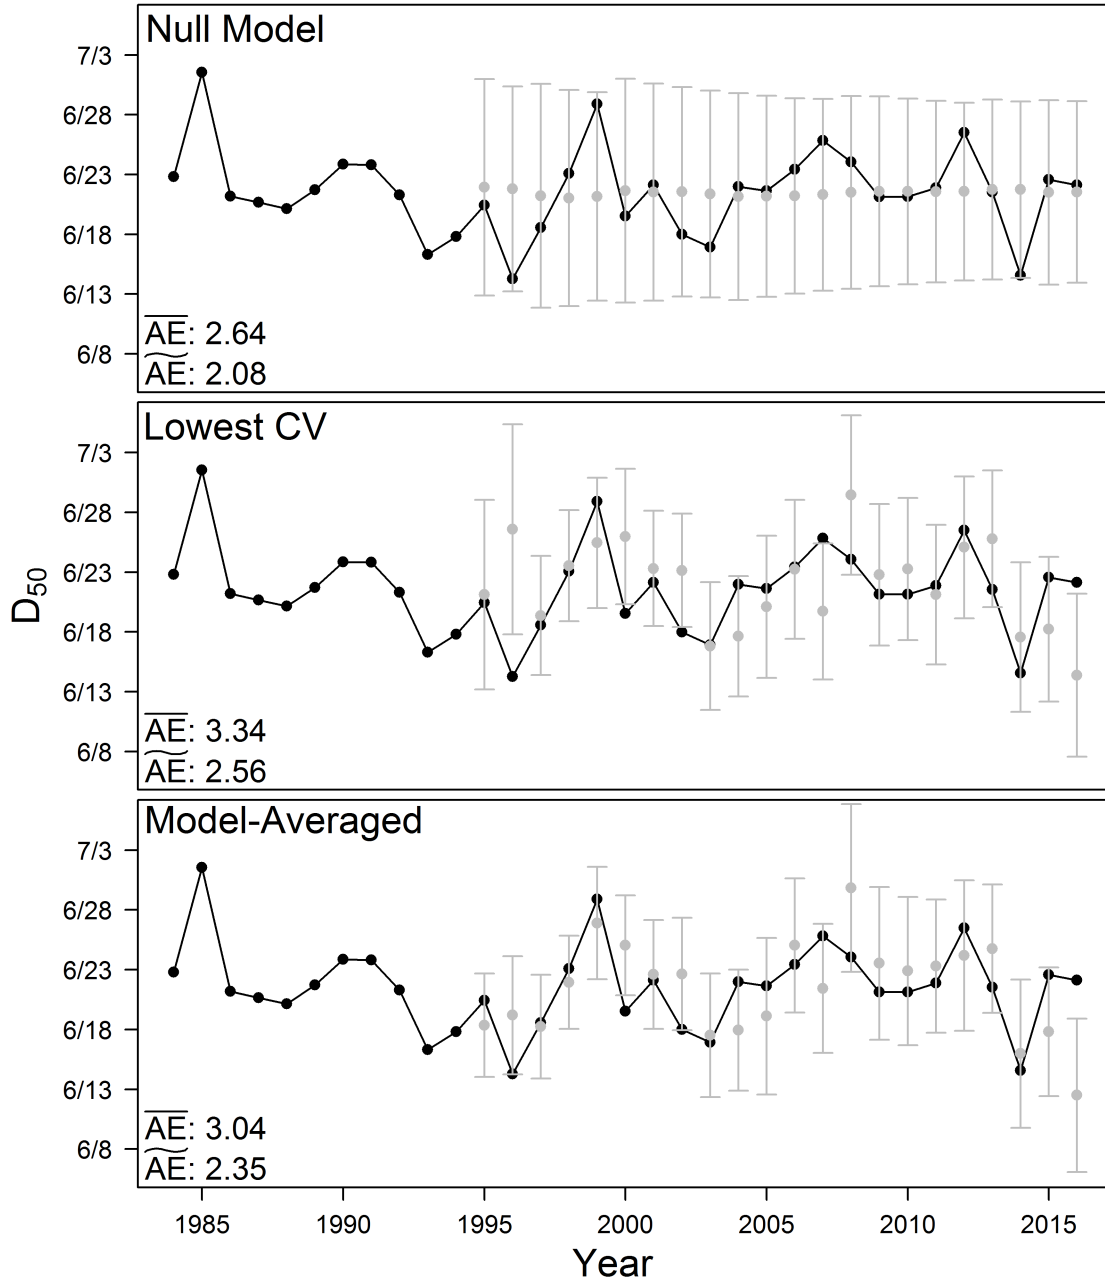 Null Model
7/3
6/28
6/23
6/18
6/13
6/8
AE: 2.64
AE: 2.08
Lowest CV
7/3
6/28
6/23
6/18
6/13
6/8
AE: 3.34
AE: 2.56
D50
Model-Averaged
7/3
6/28
6/23
6/18
6/13
6/8
AE: 3.04
AE: 2.35
1985 1990 1995 2000 2005 2010 2015
Year